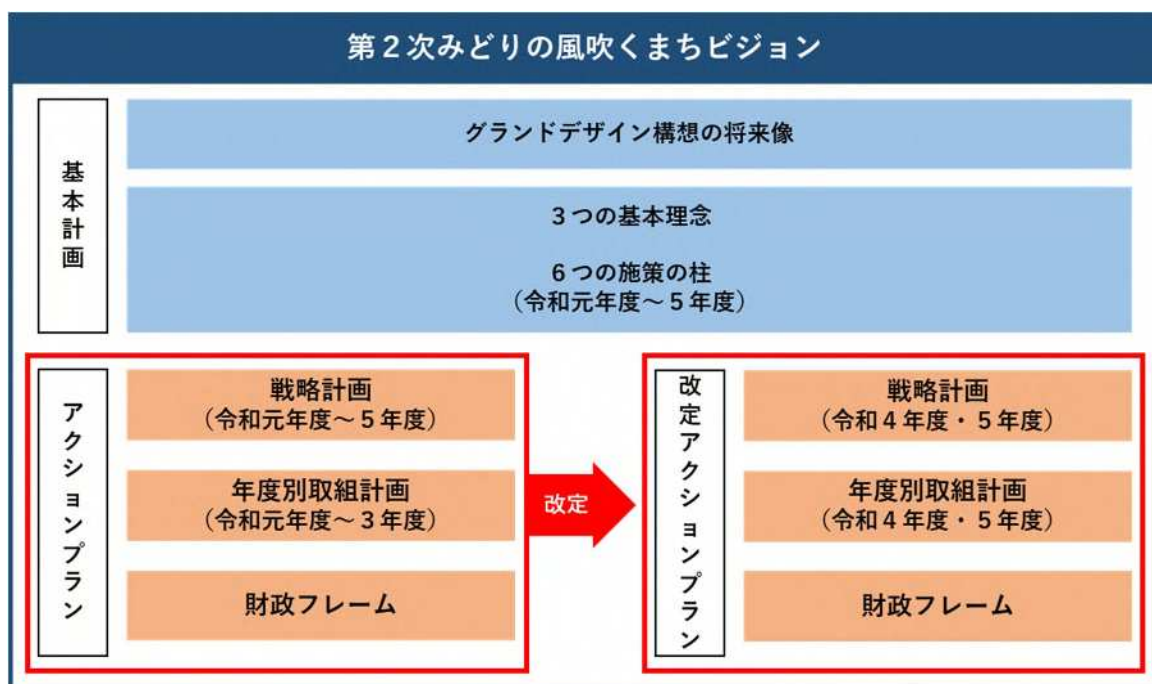 第２次みどりの風吹くまちビジョン
基本計画
グランドデザイン構想の将来像
３つの基本理念
６つの施策の柱
（令和元年度～５年度）
アクションプラン
戦略計画
（令和元年度～５年度）
年度別取組計画
（令和元年度～３年度）
財政フレーム
改定
改定アクションプラン
戦略計画
（令和４年度・５年度）
年度別取組計画
（令和４年度・５年度）
財政フレーム